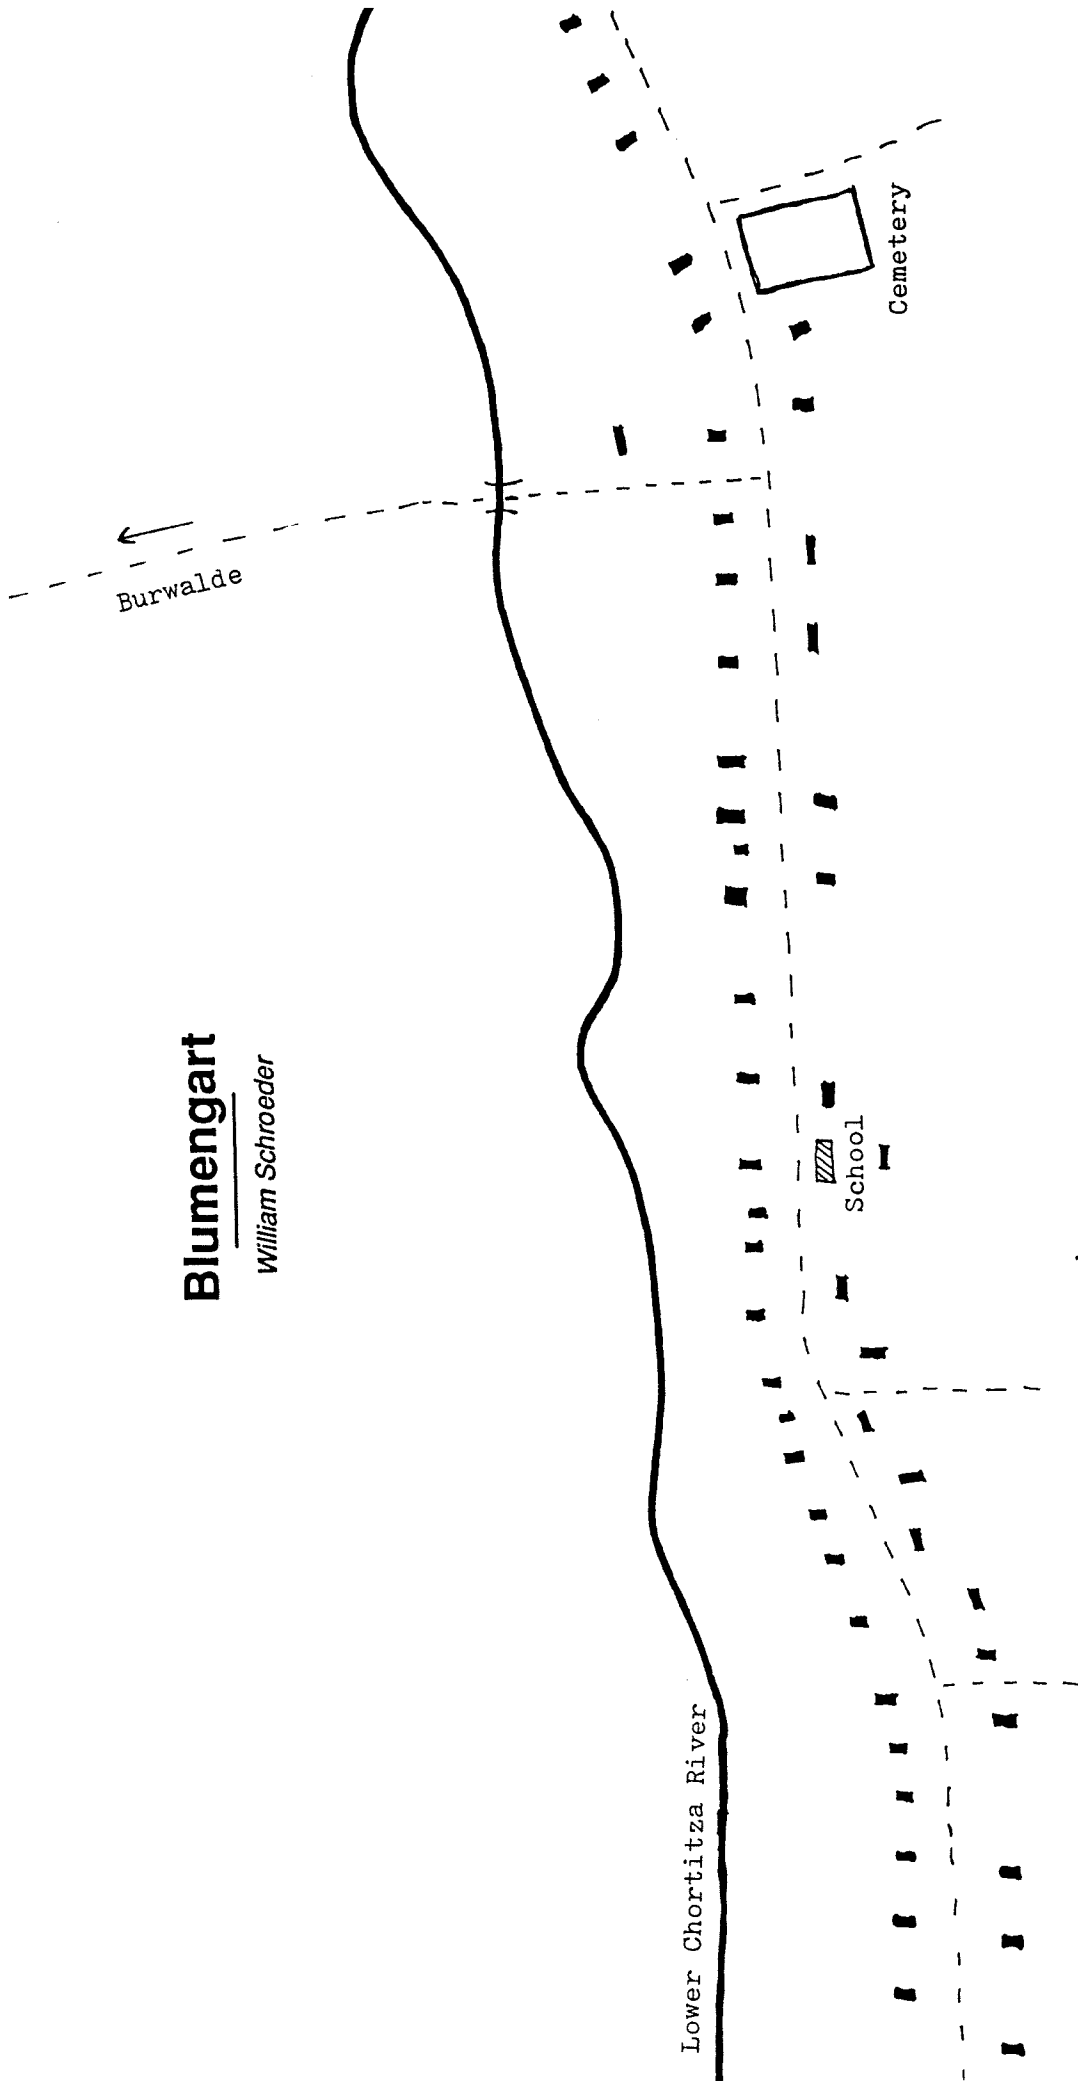 Blumengart
William Schroeder
Burwalde
Cemetery
School
Lower Chortitza River